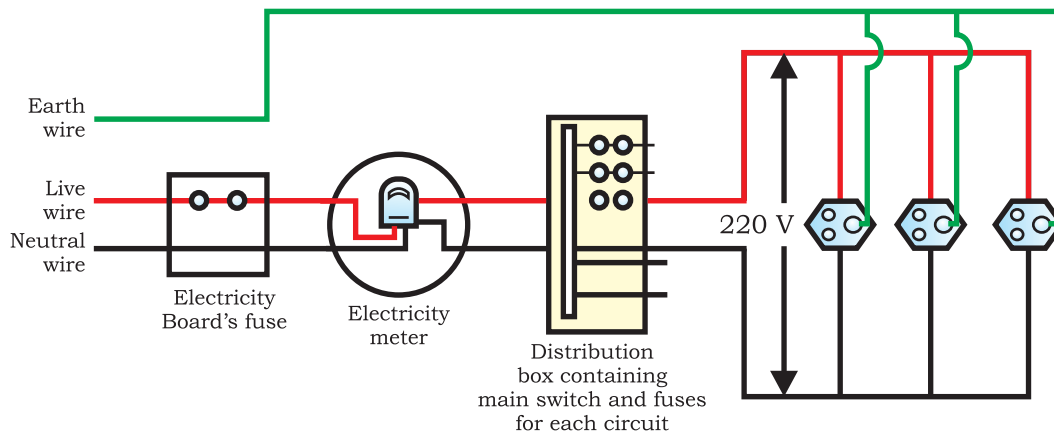 Earth
wire
Live
wire
Neutral
wire
220 V
Electricity
Board's fuse
Electricity
meter
Distribution
box containing
main switch and fuses
for each circuit